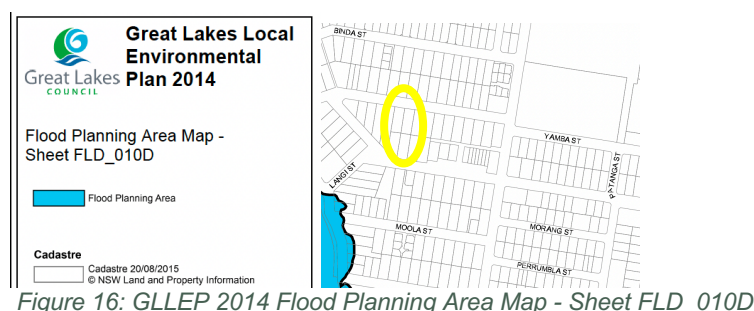 Great Lakes
COUNCIL
Great Lakes Local
Environmental
Plan 2014
Flood Planning Area Map -
Sheet FLD_010D
Flood Planning Area
Cadastre
Cadastre 20/08/2015
© NSW Land and Property Information
BINDA ST
YAMBA ST
PATANGA ST
LANGI ST
MOOLA ST
MORANG ST
PERRUMBLA ST
Figure 16: GLLEP 2014 Flood Planning Area Map - Sheet FLD_010D